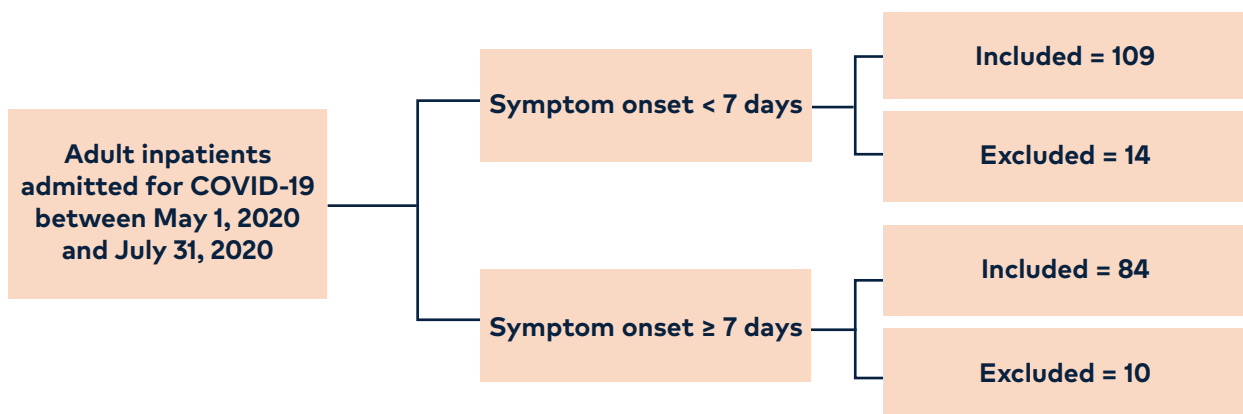 Adult inpatients
admitted for COVID-19
between May 1, 2020
and July 31, 2020
Symptom onset < 7 days
Included = 109
Excluded = 14
Symptom onset ≥ 7 days
Included = 84
Excluded = 10